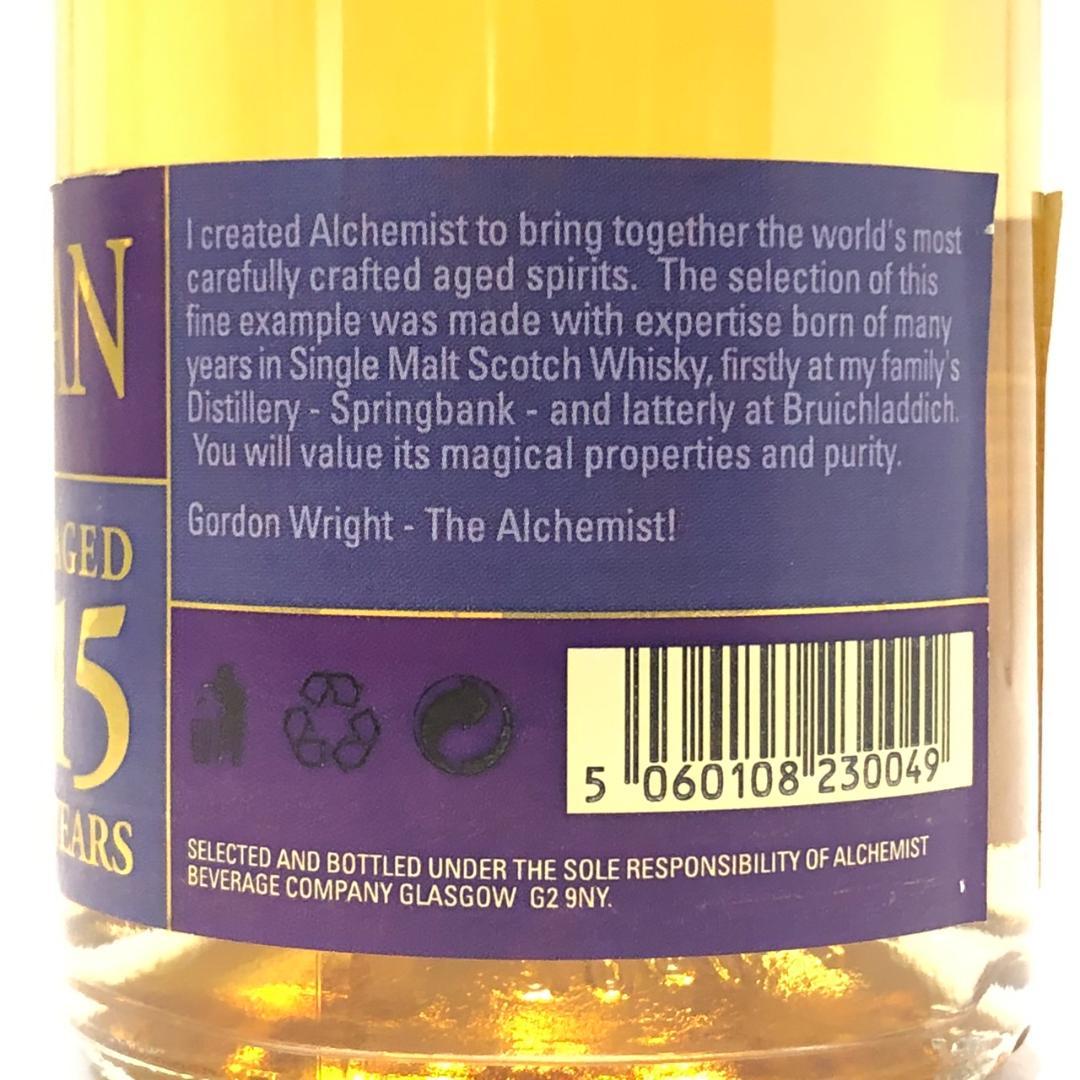 AN
AGED
15
YEARS
I created Alchemist to bring together the world's most
carefully crafted aged spirits. The selection of this
fine example was made with expertise born of many
years in Single Malt Scotch Whisky, firstly at my family's
Distillery - Springbank - and latterly at Bruichladdich.
You will value its magical properties and purity.
Gordon Wright - The Alchemist!
5 060108 230049
SELECTED AND BOTTLED UNDER THE SOLE RESPONSIBILITY OF ALCHEMIST
BEVERAGE COMPANY GLASGOW G2 9NY.